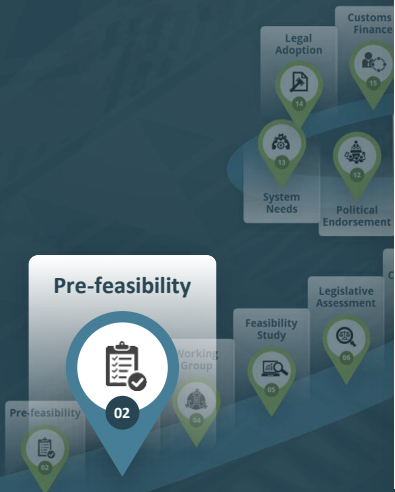 Customs
Finance
15
Legal
Adoption
14
13
System
Needs
12
Political
Endorsement
Pre-feasibility
02
Legislative
Assessment
06
Feasibility
Study
05
Working
Group
04
Pre-feasibility
02
C